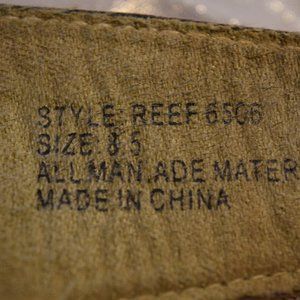 STYLE: REEF 6506
SIZE: 8.5
ALL MAN.ADE MATER
MADE IN CHINA